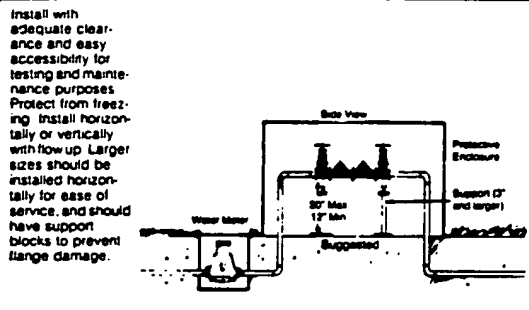 Install with
adequate clear-
ance and easy
accessibility for
testing and mainte-
nance purposes
Protect from freez-
ing Install horizon-
tally or vertically
with flow up Larger
sizes should be
installed horizon-
tally for ease of
service, and should
have support
blocks to prevent
flange damage.
Side View
Protective
Enclosure
Support (3"
and larger)
30" Max
12" Min
Water Meter
Suggested